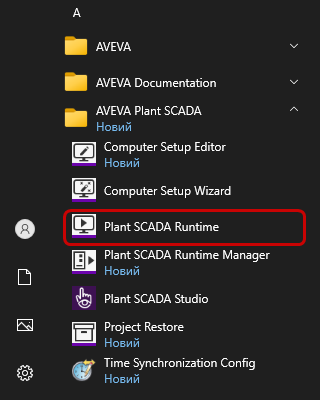 A
AVEVA
AVEVA Documentation
AVEVA Plant SCADA
Новий
Computer Setup Editor
Новий
Computer Setup Wizard
Plant SCADA Runtime
Plant SCADA Runtime Manager
Новий
Plant SCADA Studio
Project Restore
Новий
Time Synchronization Config
Новий